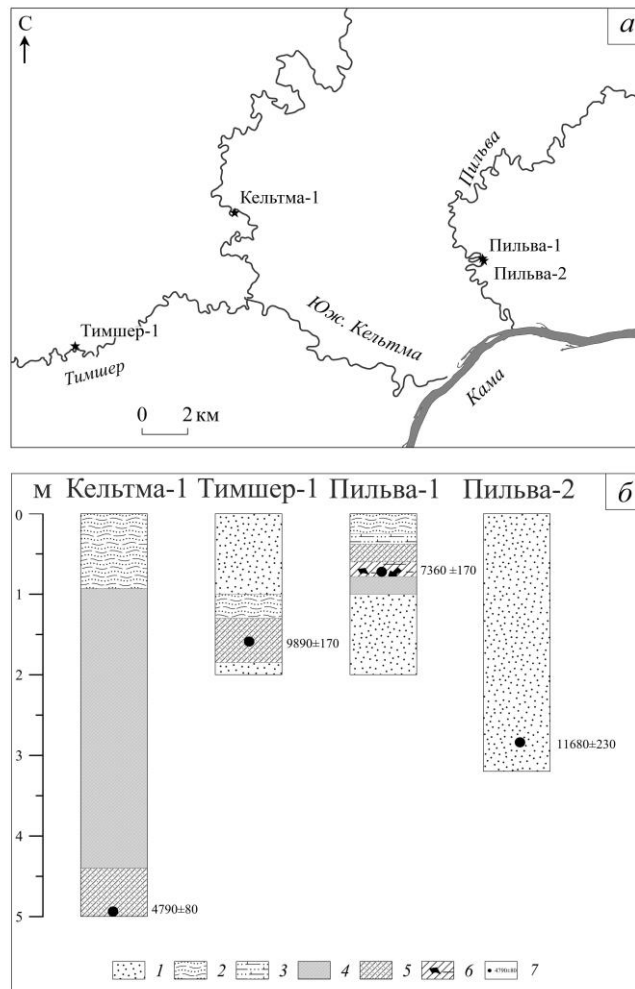 С
а
Пильва
Кельтма-1
Пильва-1
Пильва-2
Юж. Кельтма
Тимшер-1
Тимшер
Кама
0 2 км
б
м Кельтма-1 Тимшер-1 Пильва-1 Пильва-2
0
7360 ±170
1
9890±170
2
11680±230
3
4
4790±80
5
1 2 3 4 5 6 4790±80 7